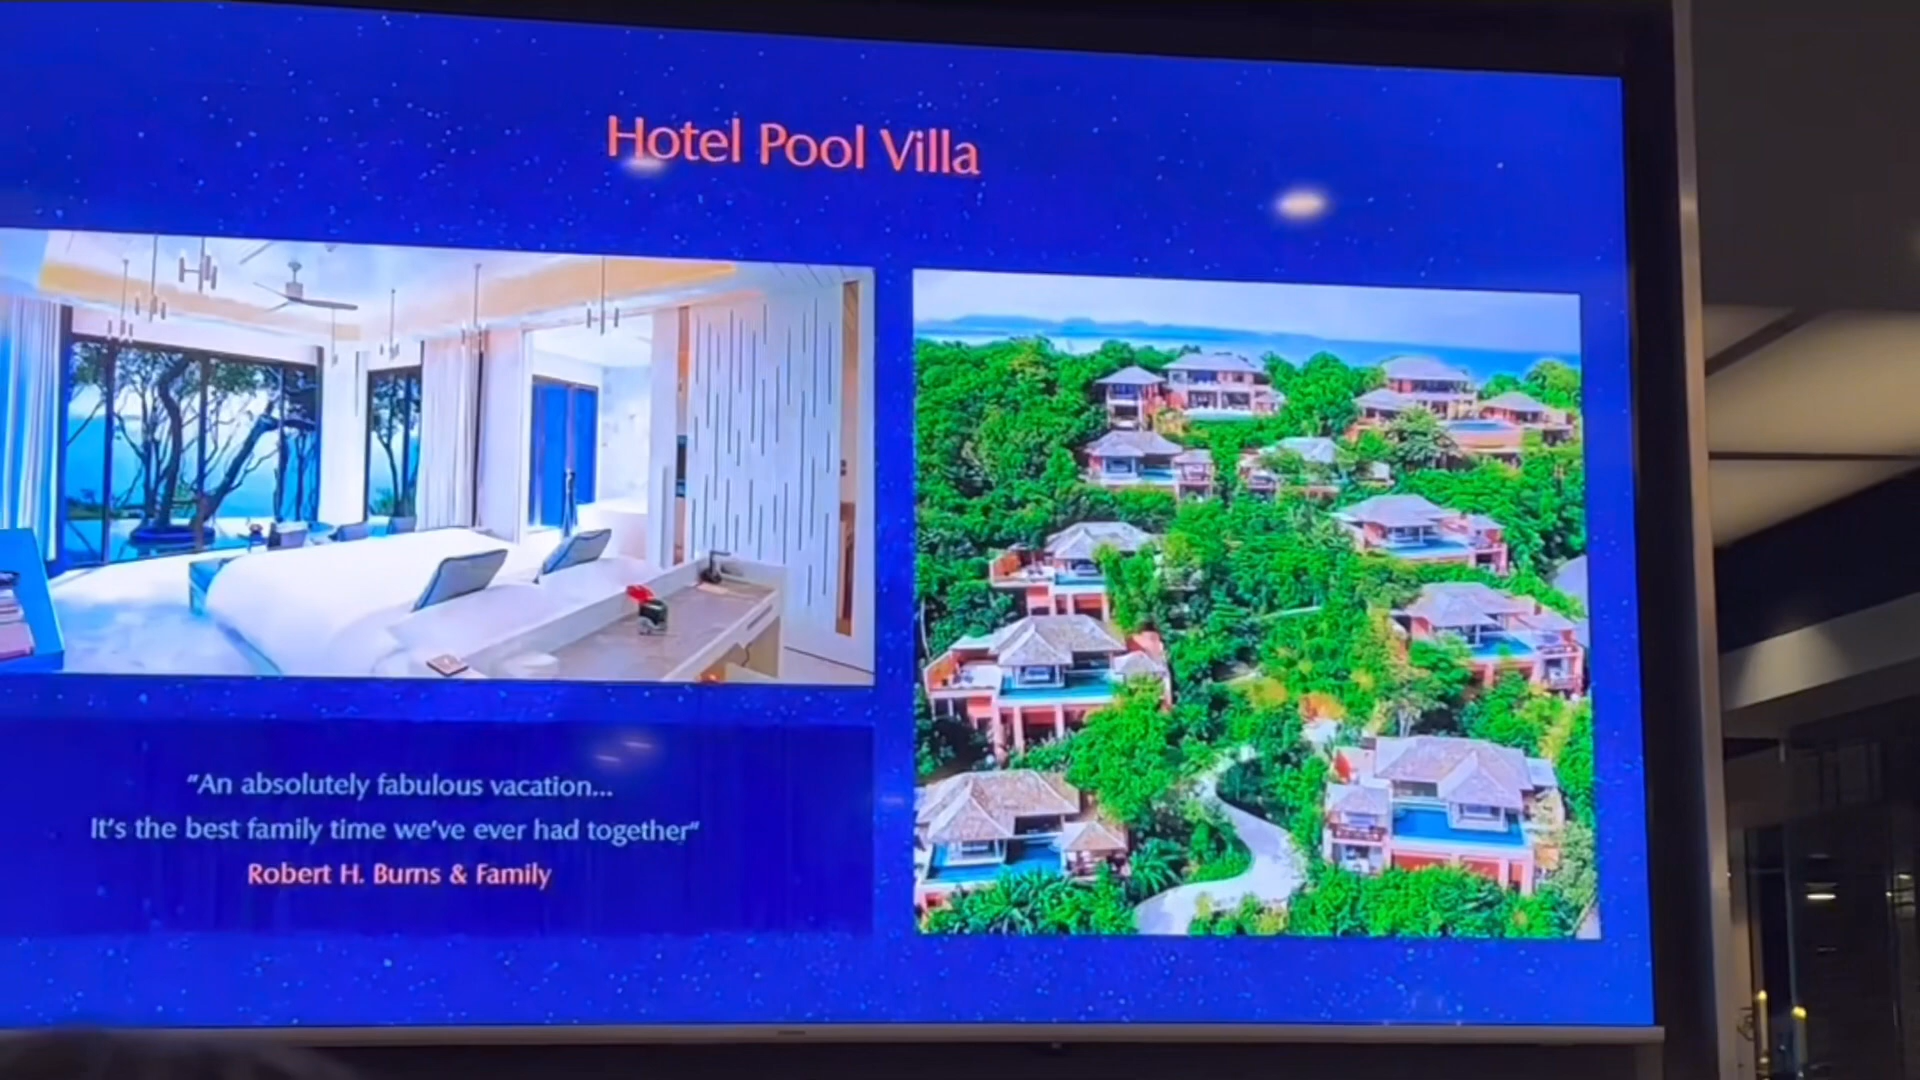 Hotel Pool Villa
"An absolutely fabulous vacation...
It's the best family time we've ever had together"
Robert H. Burns & Family